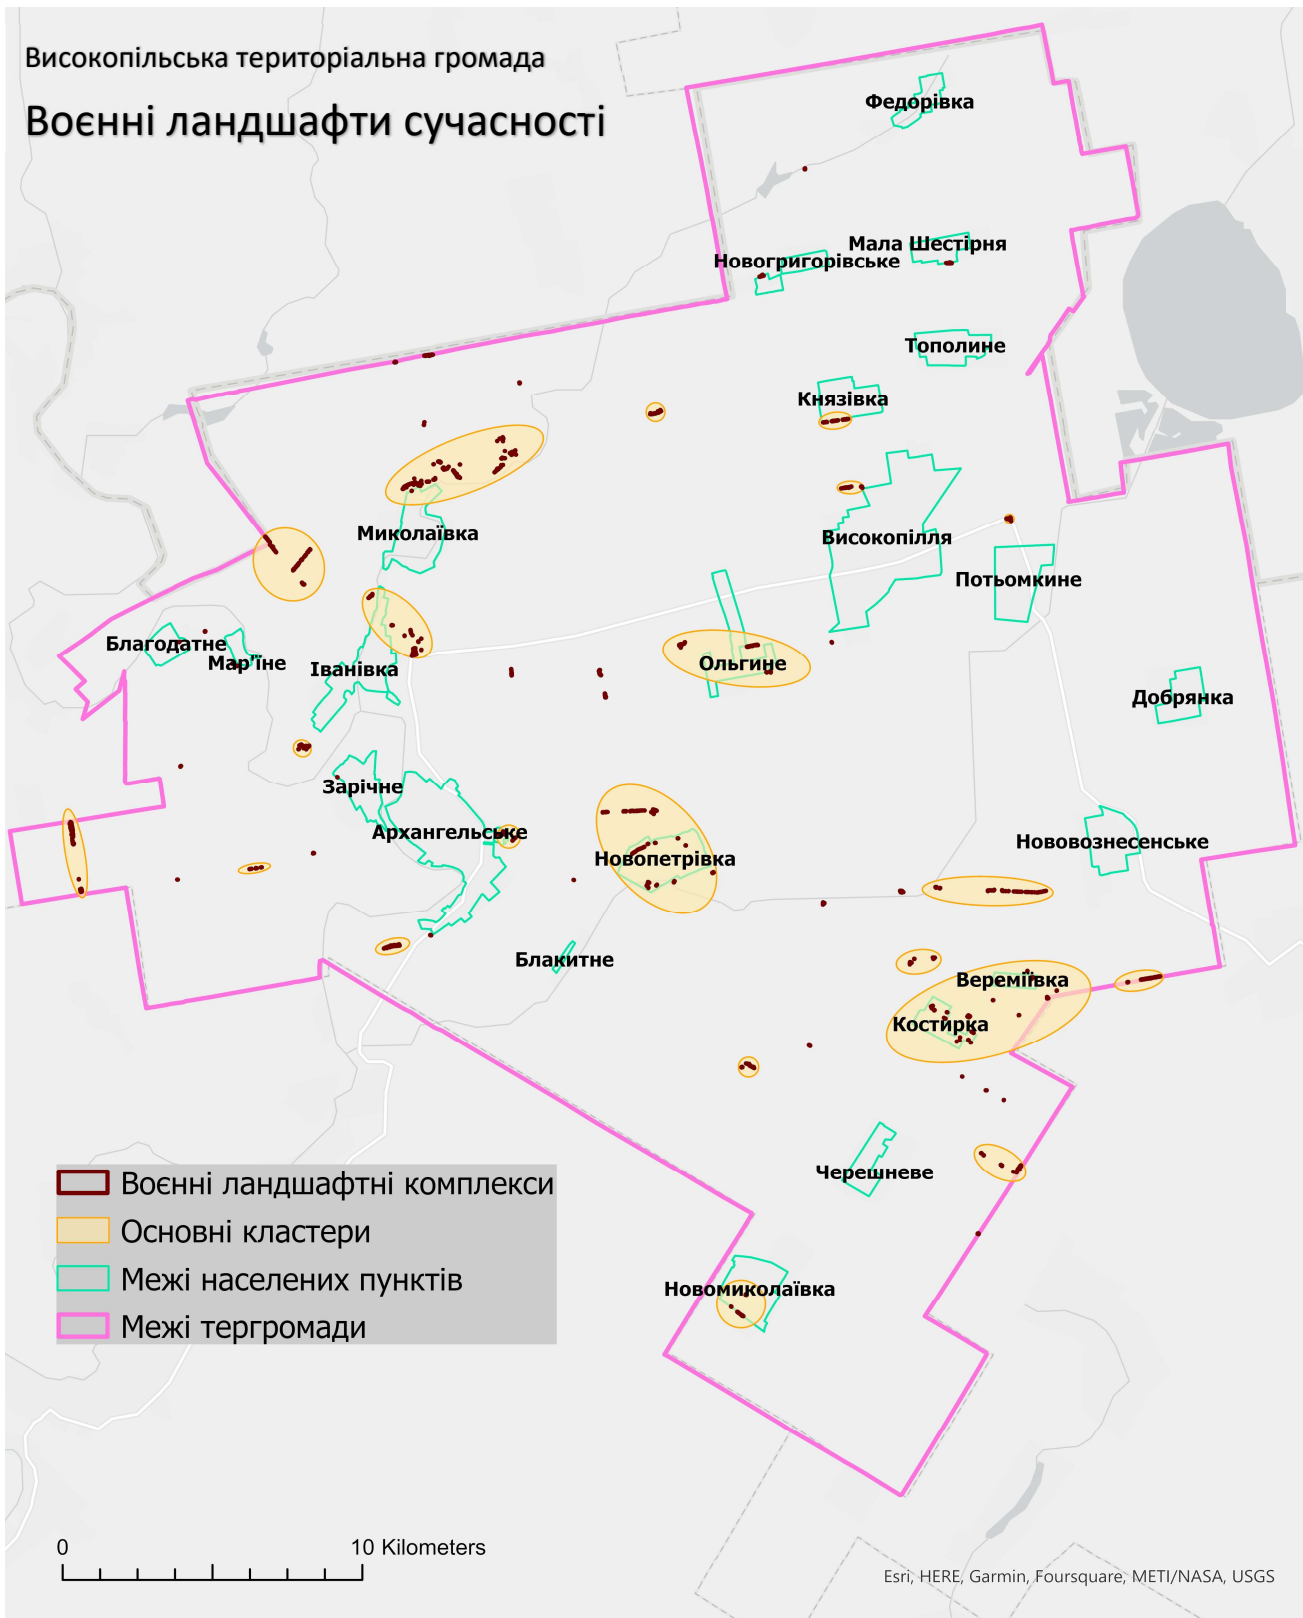 Високопільська територіальна громада
Воєнні ландшафти сучасності
Федорівка
Мала Шестірня
Новогригорівське
Тополине
Князівка
Миколаївка
Високопілля
Потьомкине
Благодатне
Мар'їне
Іванівка
Ольгине
Добрянка
Зарічне
Архангельське
Новопетрівка
Нововознесенське
Блакитне
Вереміївка
Костирка
Черешневе
Новомиколаївка
Воєнні ландшафтні комплекси
Основні кластери
Межі населених пунктів
Межі тергромади
0 10 Kilometers
Esri, HERE, Garmin, Foursquare, METI/NASA, USGS